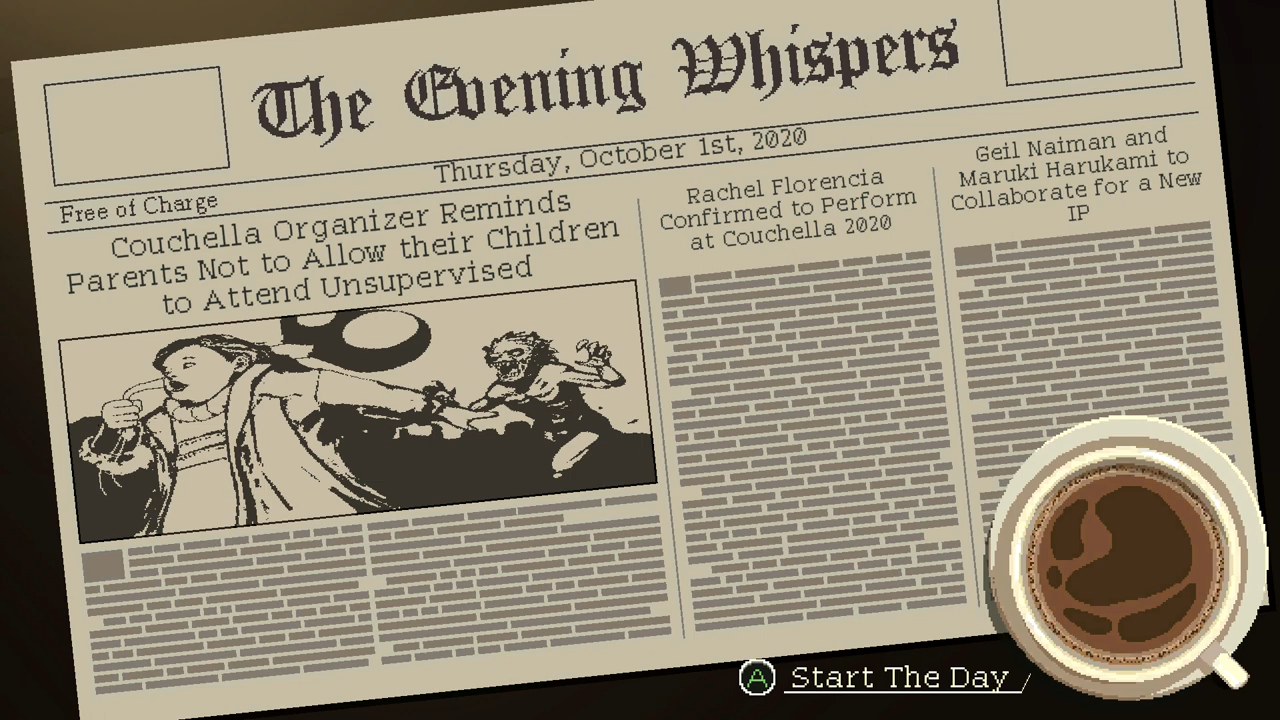 The Evening Whispers
Thursday, October 1st, 2020
Free of Charge
Couchella Organizer Reminds
Parents Not to Allow their Children
to Attend Unsupervised
Rachel Florencia
Confirmed to Perform
at Couchella 2020
Geil Naiman and
Maruki Harukami to
Collaborate for a New
IP
A Start The Day